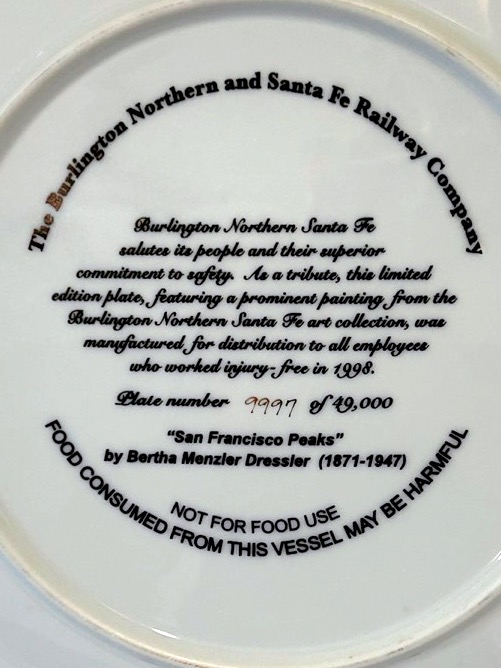 The Burlington Northern and Santa Fe Railway Company
Burlington Northern Santa Fe
salutes its people and their superior
commitment to safety. As a tribute, this limited
edition plate, featuring a prominent painting from the
Burlington Northern Santa Fe art collection, was
manufactured for distribution to all employees
who worked injury-free in 1998.
Plate number 9997 of 49,000
"San Francisco Peaks"
by Bertha Menzler Dressler (1871-1947)
NOT FOR FOOD USE
FOOD CONSUMED FROM THIS VESSEL MAY BE HARMFUL